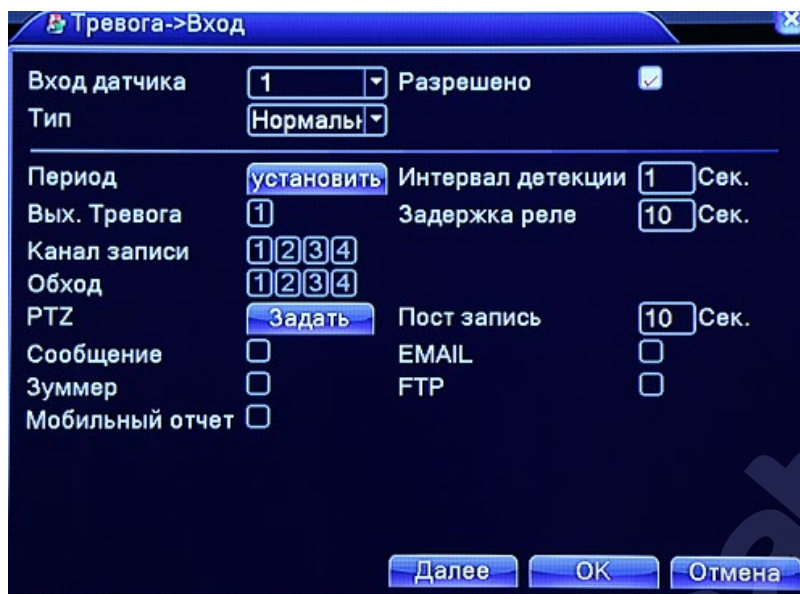 Тревога->Вход
Вход датчика 1 Разрешено
Тип Нормальн
Период установить Интервал детекции 1 Сек.
Вых. Тревога 1 Задержка реле 10 Сек.
Канал записи 1 2 3 4
Обход 1 2 3 4
PTZ Задать Пост запись 10 Сек.
Сообщение EMAIL
Зуммер FTP
Мобильный отчет
Далее OK Отмена